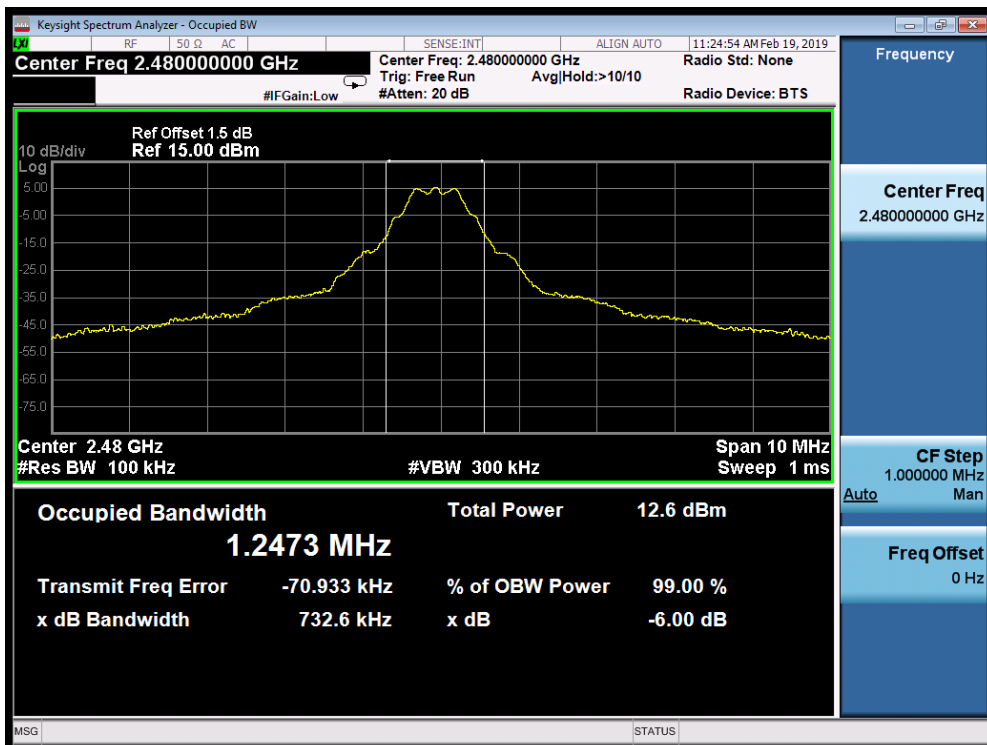 Keysight Spectrum Analyzer - Occupied BW
LXI RF 50 Ω AC SENSE:INT ALIGN AUTO 11:24:54 AM Feb 19, 2019
Center Freq 2.480000000 GHz
Center Freq: 2.480000000 GHz
Radio Std: None
Trig: Free Run Avg|Hold:>10/10
#IFGain:Low
#Atten: 20 dB
Radio Device: BTS
Frequency
Ref Offset 1.5 dB
10 dB/div Ref 15.00 dBm
Log
5.00
-5.00
-15.0
-25.0
-35.0
-45.0
-55.0
-65.0
-75.0
Center 2.48 GHz Span 10 MHz
#Res BW 100 kHz #VBW 300 kHz Sweep 1 ms
Center Freq
2.480000000 GHz
CF Step
1.000000 MHz
Auto Man
Freq Offset
0 Hz
Occupied Bandwidth Total Power 12.6 dBm
1.2473 MHz
Transmit Freq Error -70.933 kHz % of OBW Power 99.00 %
x dB Bandwidth 732.6 kHz x dB -6.00 dB
MSG STATUS